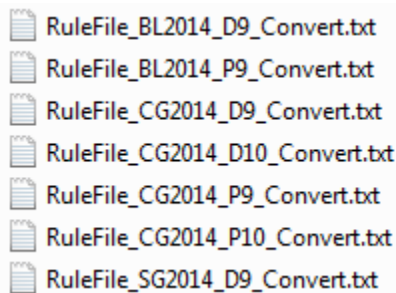 RuleFile_BL2014_D9_Convert.txt
RuleFile_BL2014_P9_Convert.txt
RuleFile_CG2014_D9_Convert.txt
RuleFile_CG2014_D10_Convert.txt
RuleFile_CG2014_P9_Convert.txt
RuleFile_CG2014_P10_Convert.txt
RuleFile_SG2014_D9_Convert.txt